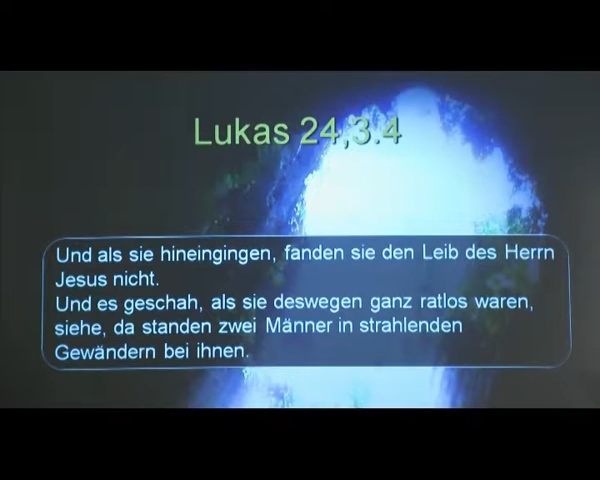 Lukas 24,3.4
Und als sie hineingingen, fanden sie den Leib des Herrn
Jesus nicht.
Und es geschah, als sie deswegen ganz ratlos waren,
siehe, da standen zwei Männer in strahlenden
Gewändern bei ihnen.